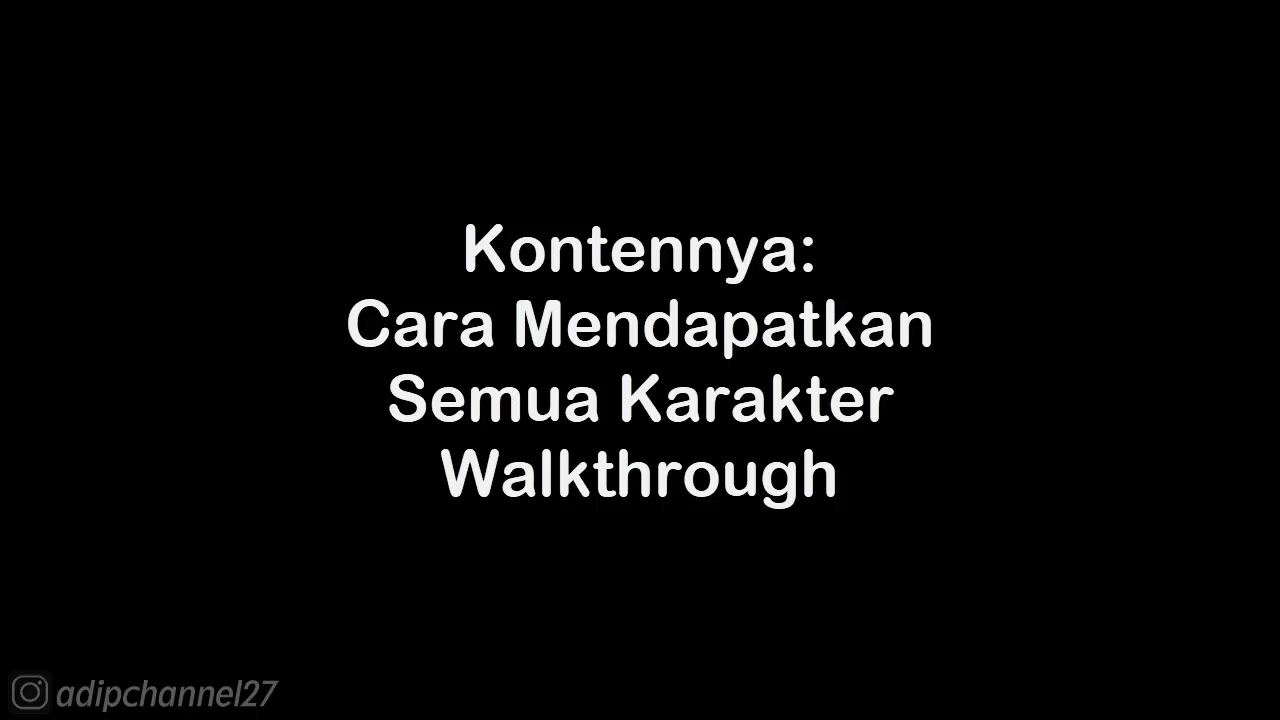 Kontennya:
Cara Mendapatkan
Semua Karakter
Walkthrough
adipchannel27